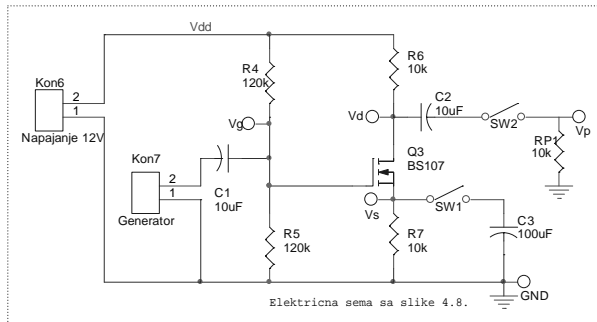 Vdd
Kon6
2
1
Napajanje 12V
R4
120k
R6
10k
C2
10uF
Vd
SW2
Vp
RP1
10k
Vg
Kon7
2
1
Generator
C1
10uF
Q3
BS107
Vs
SW1
C3
100uF
R5
120k
R7
10k
GND
Elektricna sema sa slike 4.8.